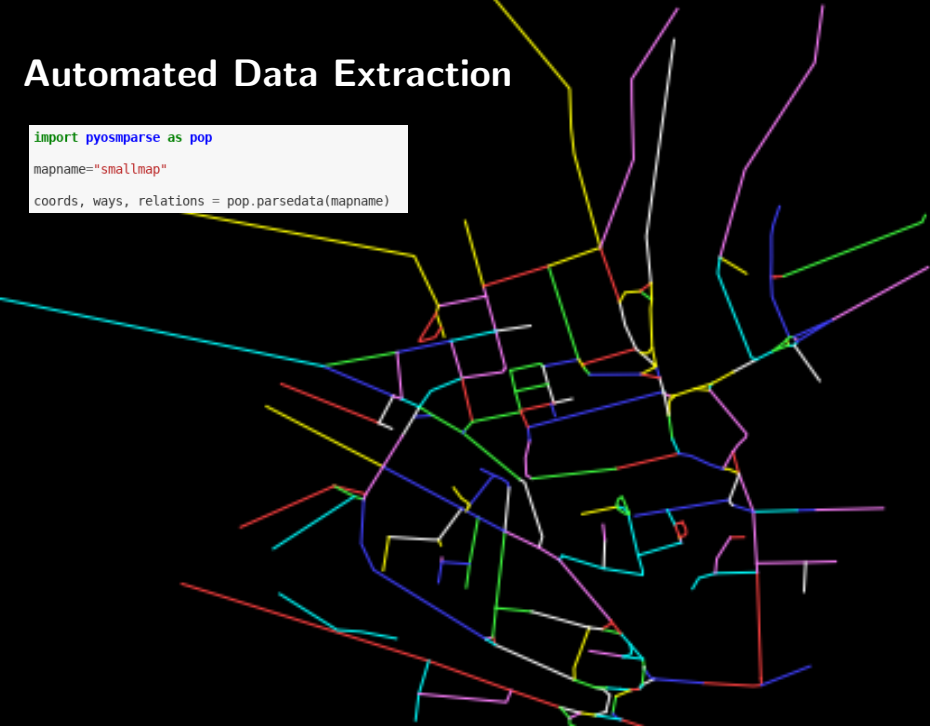 Automated Data Extraction
import pyosmparse as pop
mapname="smallmap"
coords, ways, relations = pop.parsedata(mapname)